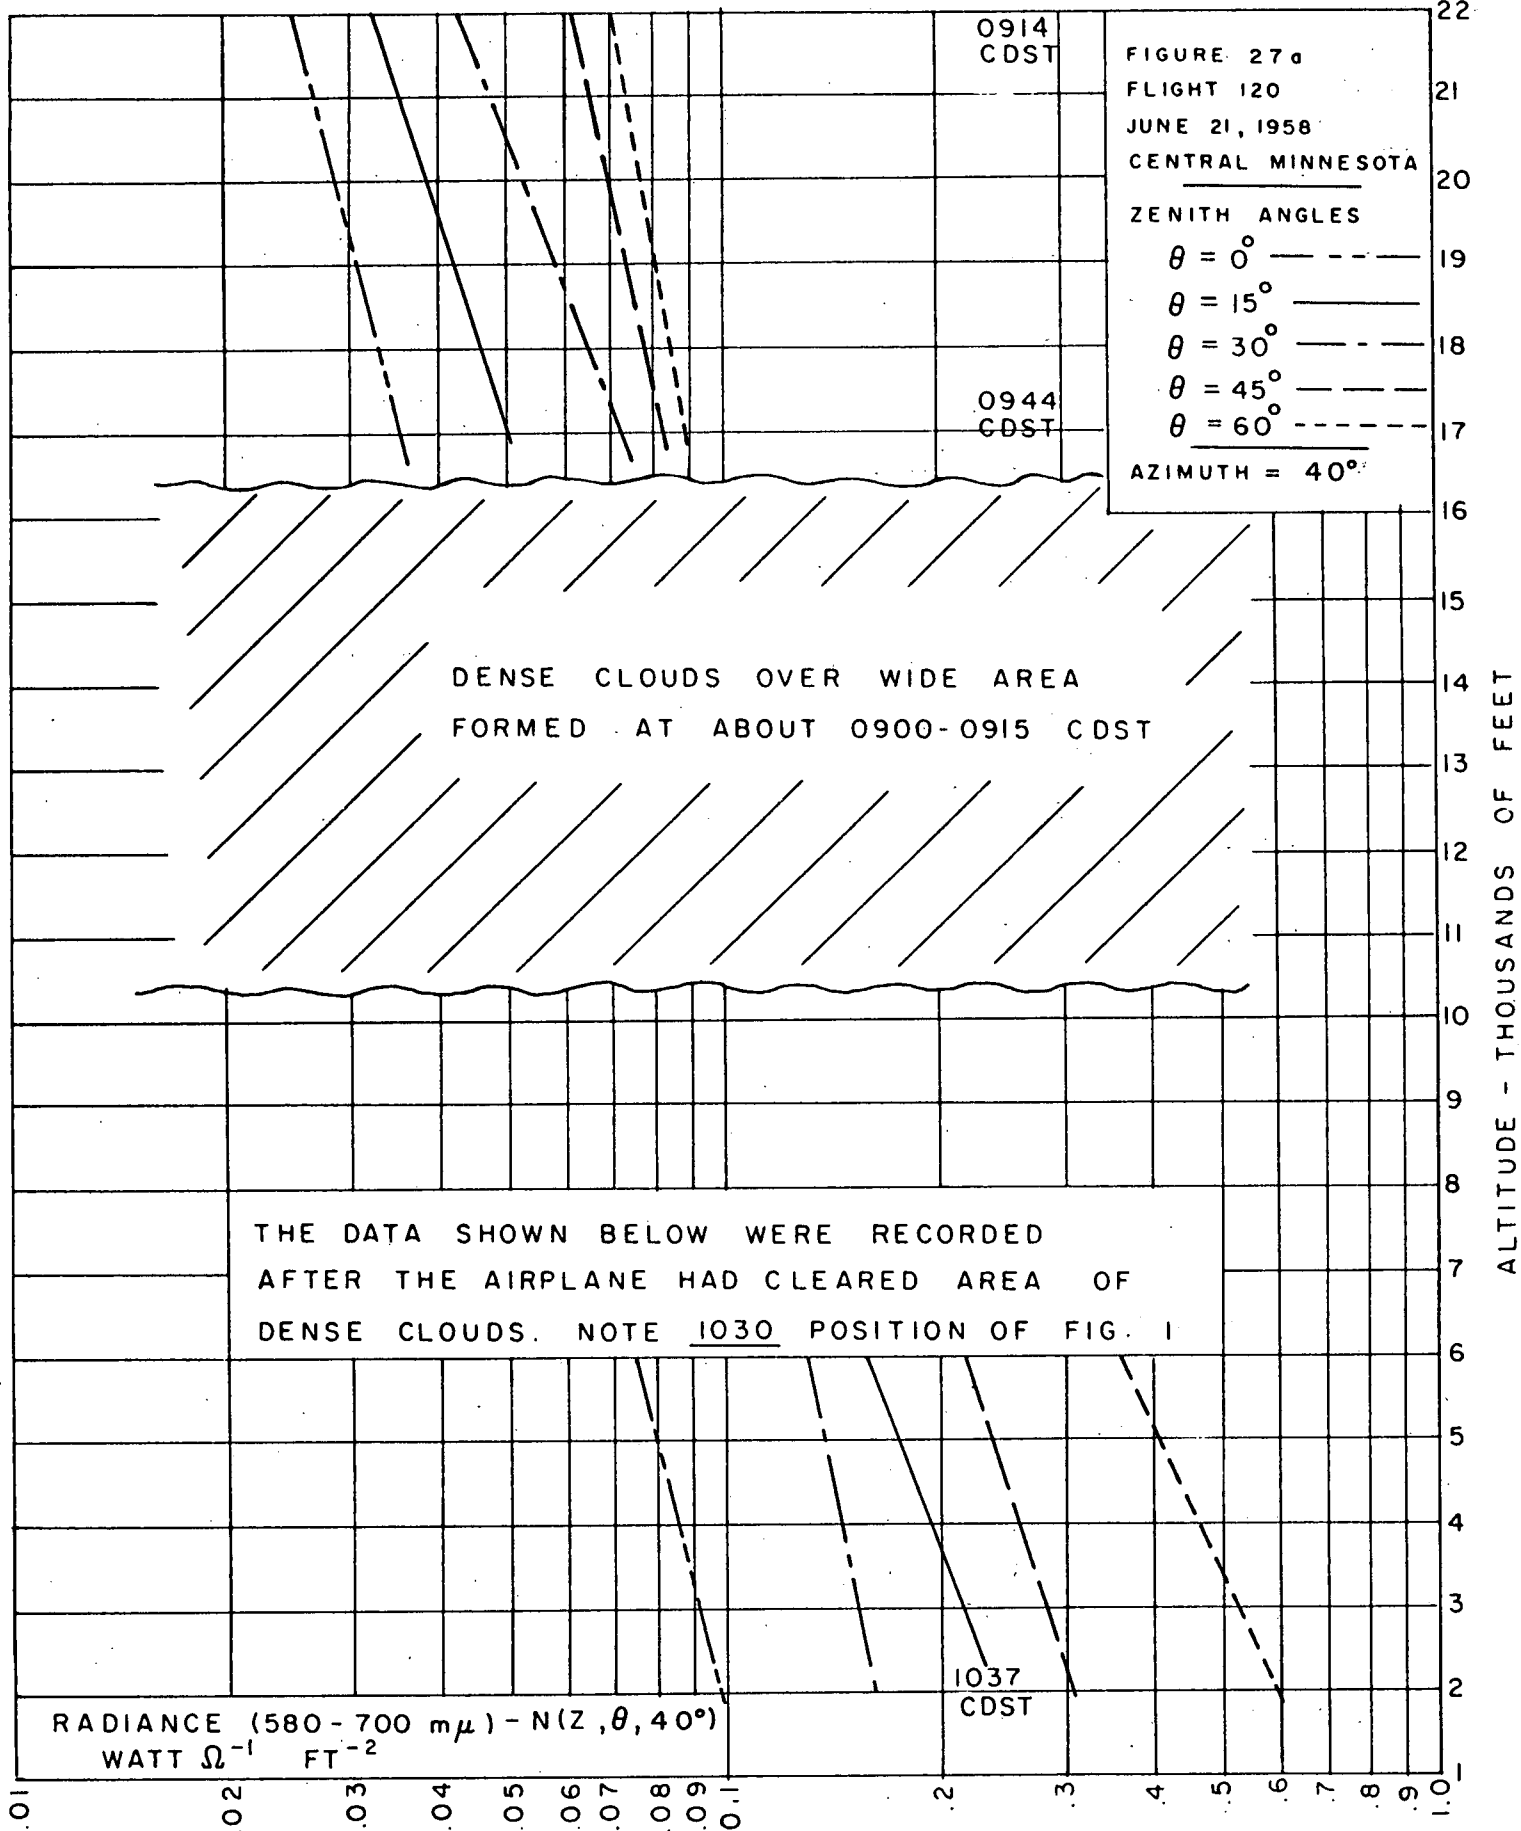 0914
CDST
FIGURE 27a
FLIGHT 120
JUNE 21, 1958
CENTRAL MINNESOTA
ZENITH ANGLES
θ = 0°
θ = 15°
θ = 30°
θ = 45°
θ = 60°
AZIMUTH = 40°
0944
CDST
22
21
20
19
18
17
16
15
14
13
12
11
10
9
8
7
6
5
4
3
2
1
ALTITUDE - THOUSANDS OF FEET
DENSE CLOUDS OVER WIDE AREA
FORMED AT ABOUT 0900-0915 CDST
THE DATA SHOWN BELOW WERE RECORDED
AFTER THE AIRPLANE HAD CLEARED AREA OF
DENSE CLOUDS. NOTE 1030 POSITION OF FIG. 1
1037
CDST
RADIANCE (580-700 mμ) - N(Z, θ, 40°)
WATT Ω⁻¹ FT⁻²
.01 .02 .03 .04 .05 .06 .07 .08 .09 0.1 .2 .3 .4 .5 .6 .7 .8 .9 1.0